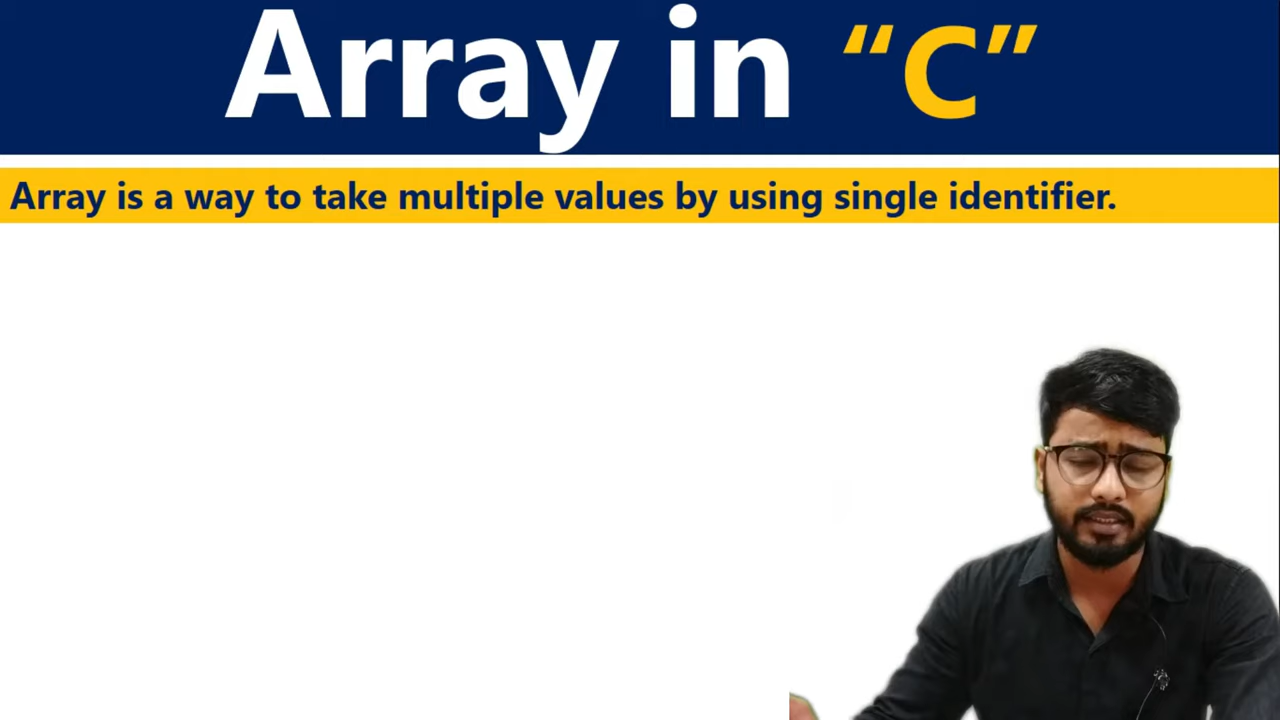 Array in “C”
Array is a way to take multiple values by using single identifier.